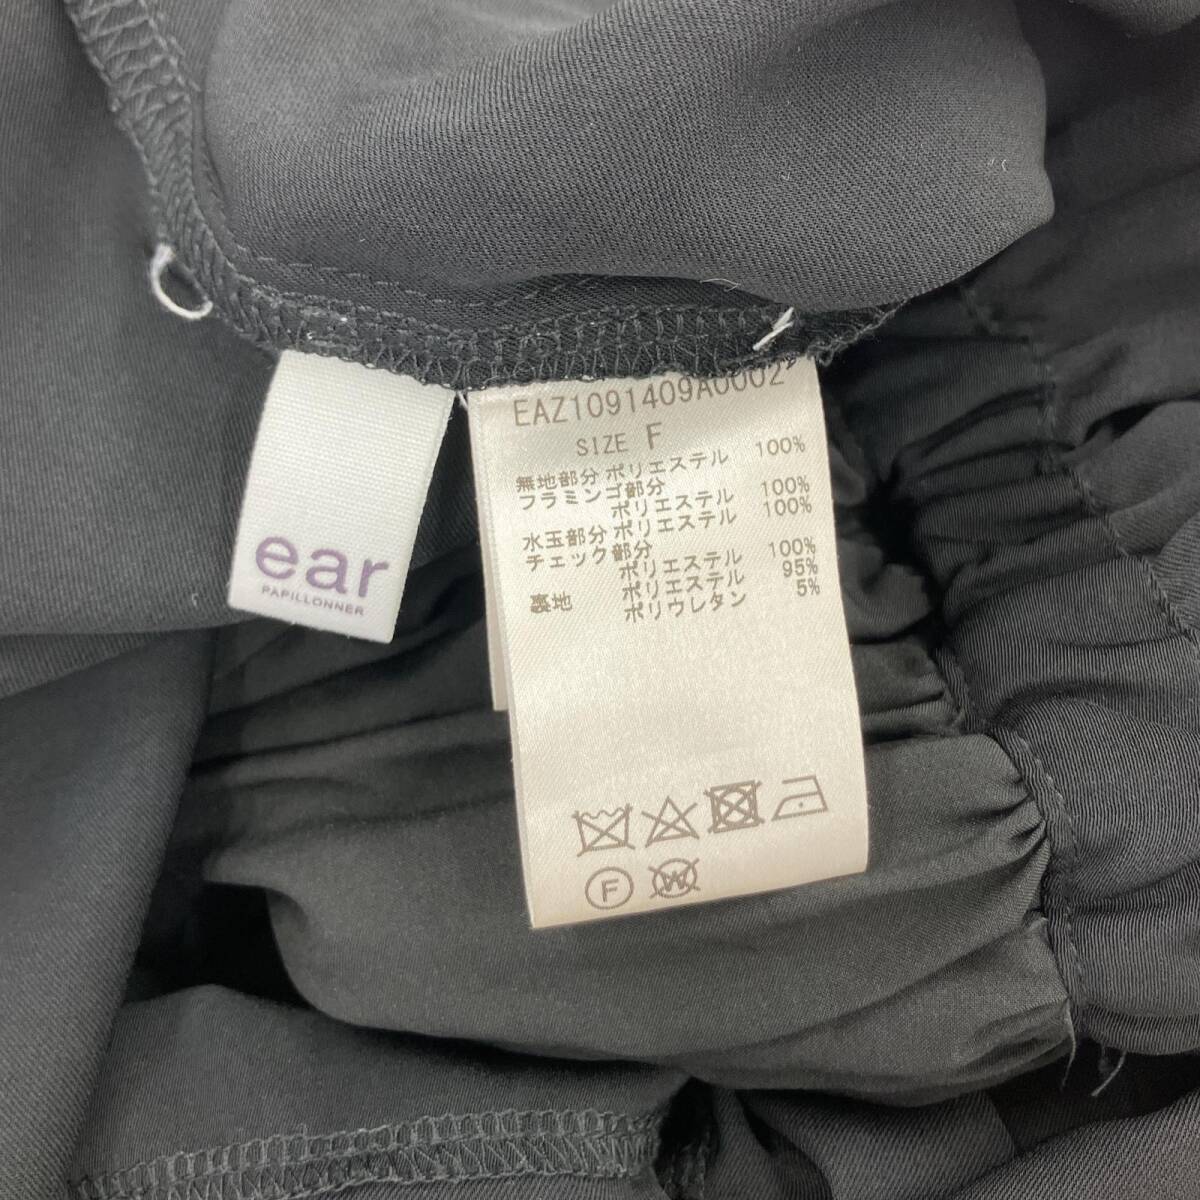 ear
PAPILLONNER
EAZ1091409A0002
SIZE F
無地部分 ポリエステル 100%
フラミンゴ部分
ポリエステル 100%
水玉部分 ポリエステル 100%
チェック部分
ポリエステル 100%
裏地 ポリエステル 95%
ポリウレタン 5%
F
W